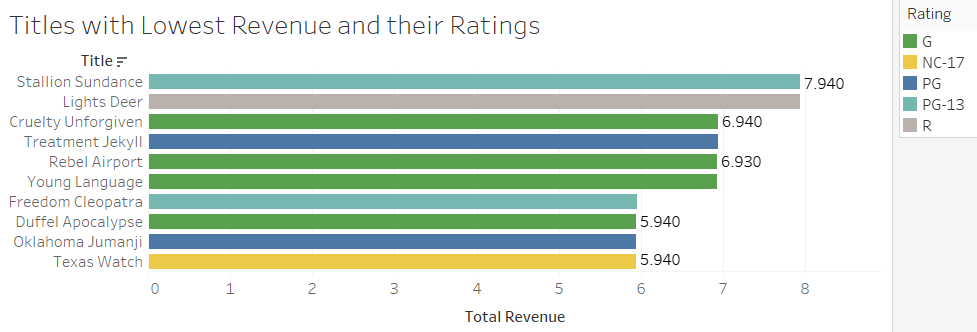 Titles with Lowest Revenue and their Ratings
Title
Stallion Sundance 7.940
Lights Deer
Cruelty Unforgiven 6.940
Treatment Jekyll
Rebel Airport 6.930
Young Language
Freedom Cleopatra
Duffel Apocalypse 5.940
Oklahoma Jumanji
Texas Watch 5.940
0 1 2 3 4 5 6 7 8
Total Revenue
Rating
G
NC-17
PG
PG-13
R